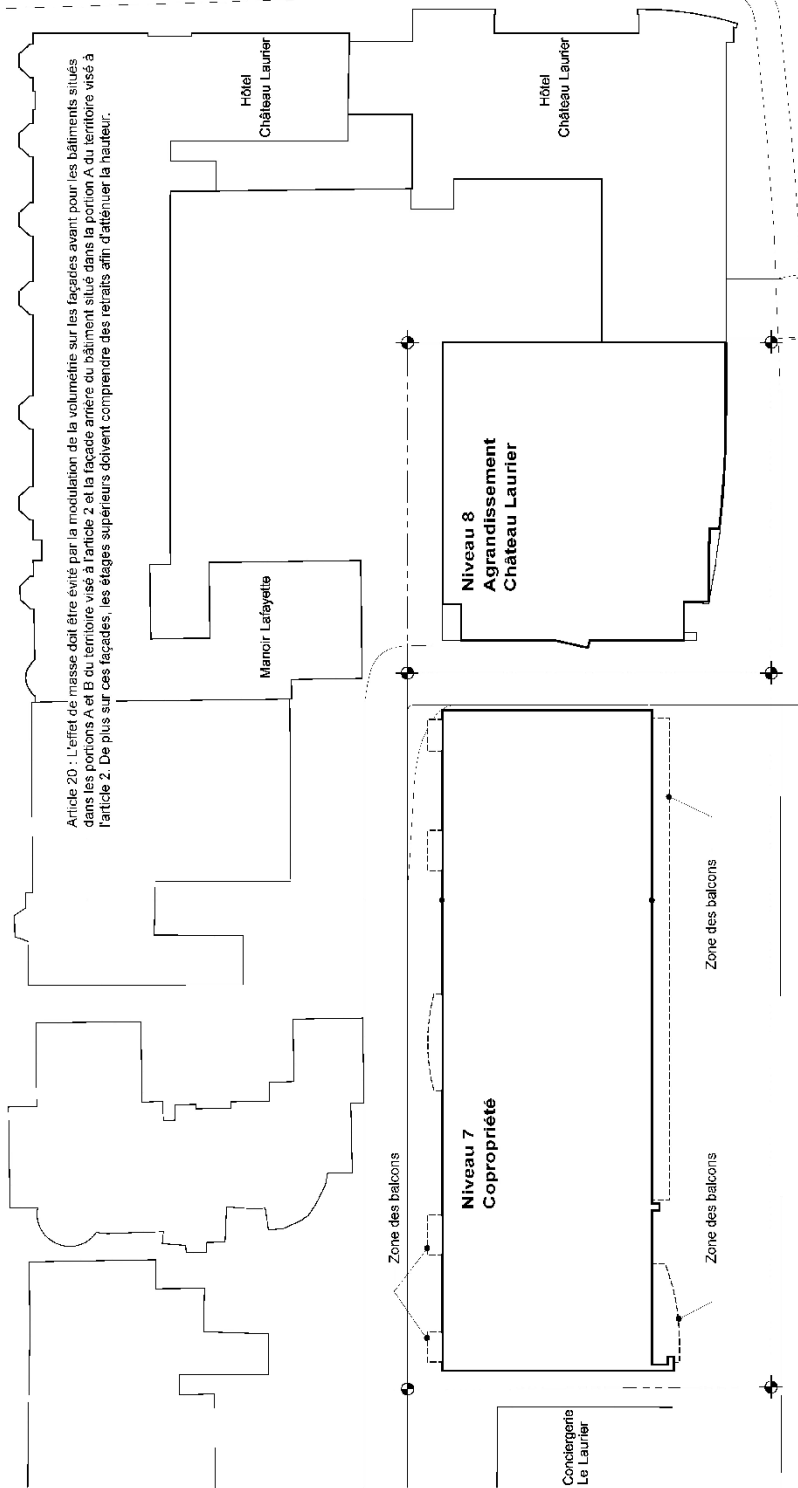 Article 20 : L'effet de masse doit être évité par la modulation de la volumétrie sur les façades avant pour les bâtiments situés
dans les portions A et B du territoire visé à l'article 2 et la façade arrière du bâtiment situé dans la portion A du territoire visé à
l'article 2. De plus sur ces façades, les étages supérieurs doivent comprendre des retraits afin d'atténuer la hauteur.
Hôtel
Château Laurier
Manoir Lafayette
Hôtel
Château Laurier
Zone des balcons
Niveau 8
Agrandissement
Château Laurier
Niveau 7
Copropriété
Conciergerie
Le Laurier
Zone des balcons
Zone des balcons